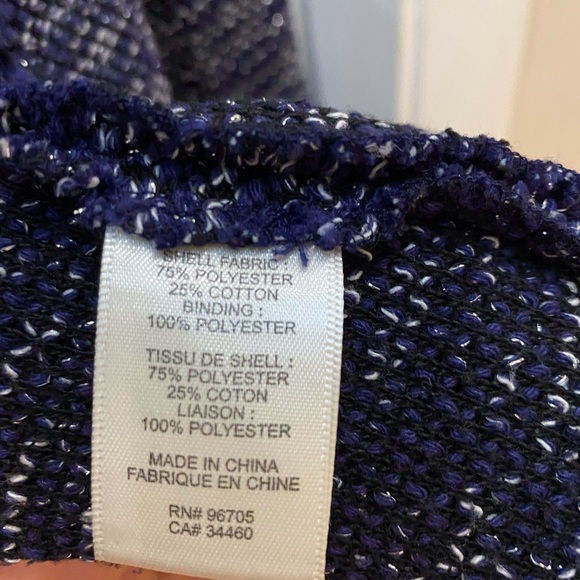 SHELL FABRIC :
75% POLYESTER
25% COTTON
BINDING :
100% POLYESTER
TISSU DE SHELL :
75% POLYESTER
25% COTON
LIAISON :
100% POLYESTER
MADE IN CHINA
FABRIQUE EN CHINE
RN# 96705
CA# 34460